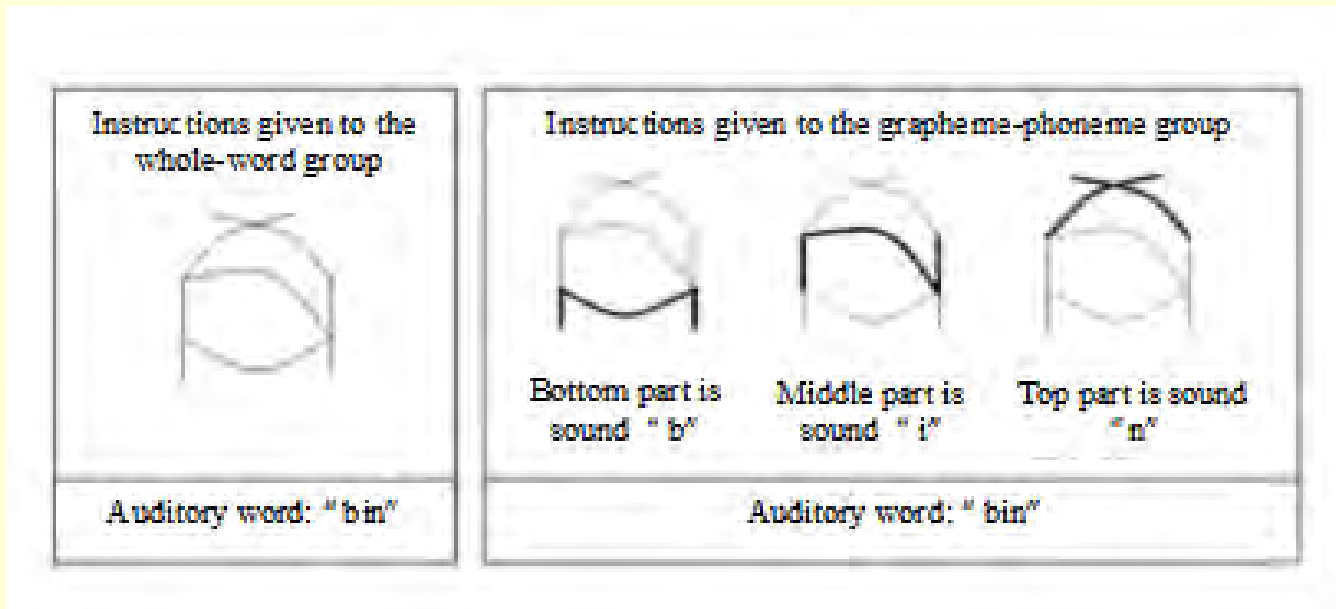 Instructions given to the
whole-word group
Auditory word: "bin"
Instructions given to the grapheme-phoneme group
Bottom part is
sound "b"
Middle part is
sound "i"
Top part is sound
"n"
Auditory word: "bin"